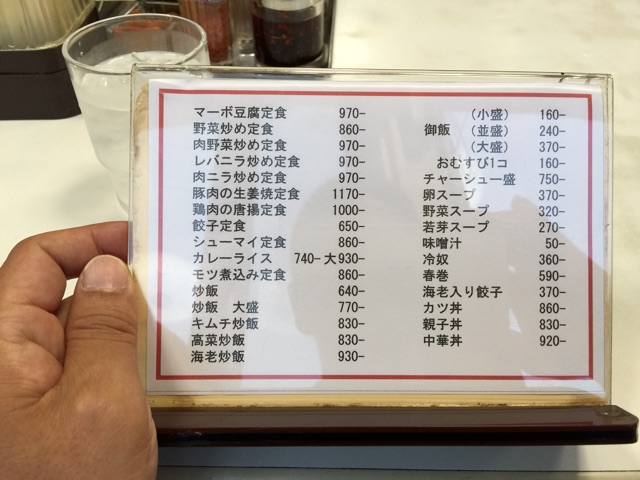 マーボ豆腐定食 970-
野菜炒め定食 860-
肉野菜炒め定食 970-
レバニラ炒め定食 970-
肉ニラ炒め定食 970-
豚肉の生姜焼定食 1170-
鶏肉の唐揚定食 1000-
餃子定食 650-
シューマイ定食 860-
カレーライス 740-大930-
モツ煮込み定食 860-
炒飯 640-
炒飯 大盛 770-
キムチ炒飯 830-
高菜炒飯 830-
海老炒飯 930-
(小盛) 160-
御飯 (並盛) 240-
(大盛) 370-
おむすび1コ 160-
チャーシュー盛 750-
卵スープ 370-
野菜スープ 320-
若芽スープ 270-
味噌汁 50-
冷奴 360-
春巻 590-
海老入り餃子 370-
カツ丼 860-
親子丼 830-
中華丼 920-